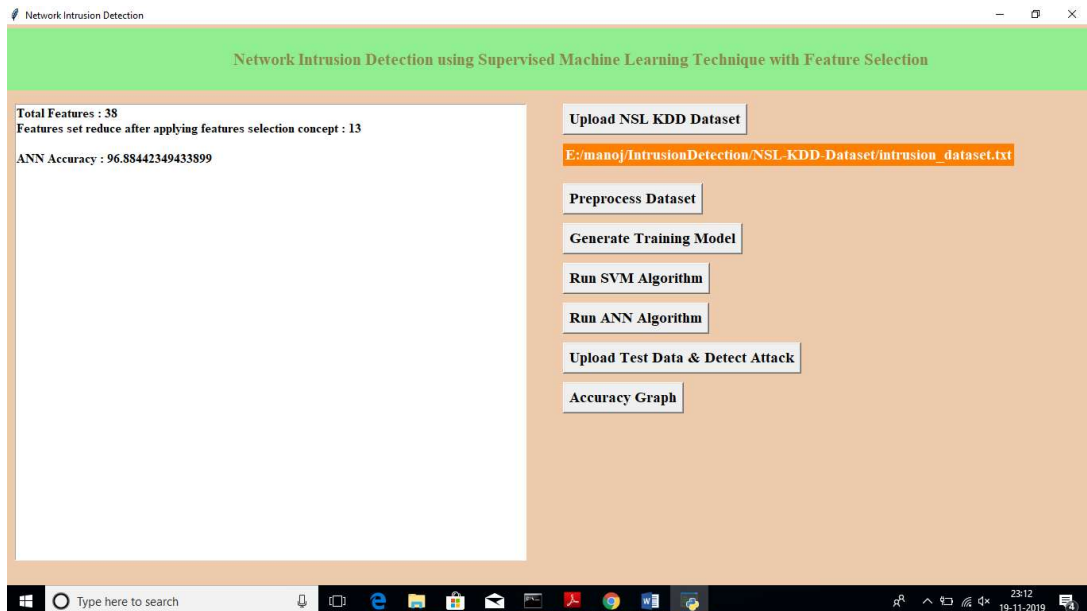 Network Intrusion Detection
Network Intrusion Detection using Supervised Machine Learning Technique with Feature Selection
Total Features : 38
Features set reduce after applying features selection concept : 13
ANN Accuracy : 96.88442349433899
Upload NSL KDD Dataset
E:/manoj/IntrusionDetection/NSL-KDD-Dataset/intrusion_dataset.txt
Preprocess Dataset
Generate Training Model
Run SVM Algorithm
Run ANN Algorithm
Upload Test Data & Detect Attack
Accuracy Graph
Type here to search
23:12
19-11-2019